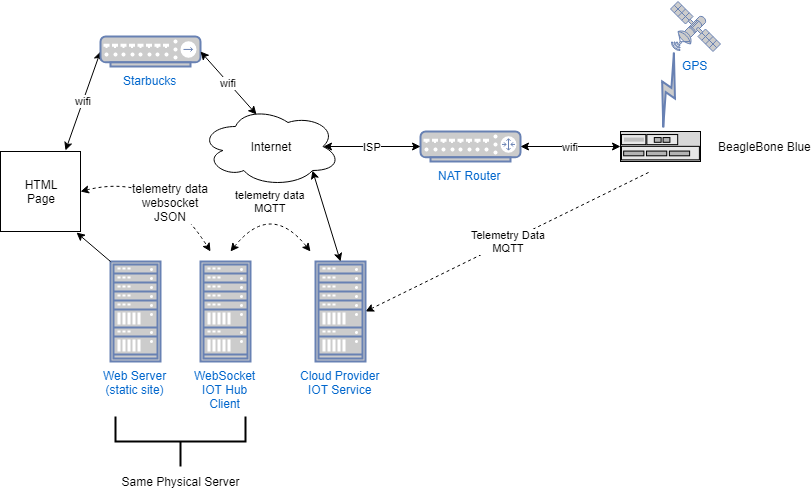 GPS
Starbucks
wifi
wifi
Internet
ISP
NAT Router
wifi
BeagleBone Blue
HTML
Page
telemetry data
websocket
JSON
telemetry data
MQTT
Telemetry Data
MQTT
Web Server
(static site)
WebSocket
IOT Hub
Client
Cloud Provider
IOT Service
Same Physical Server